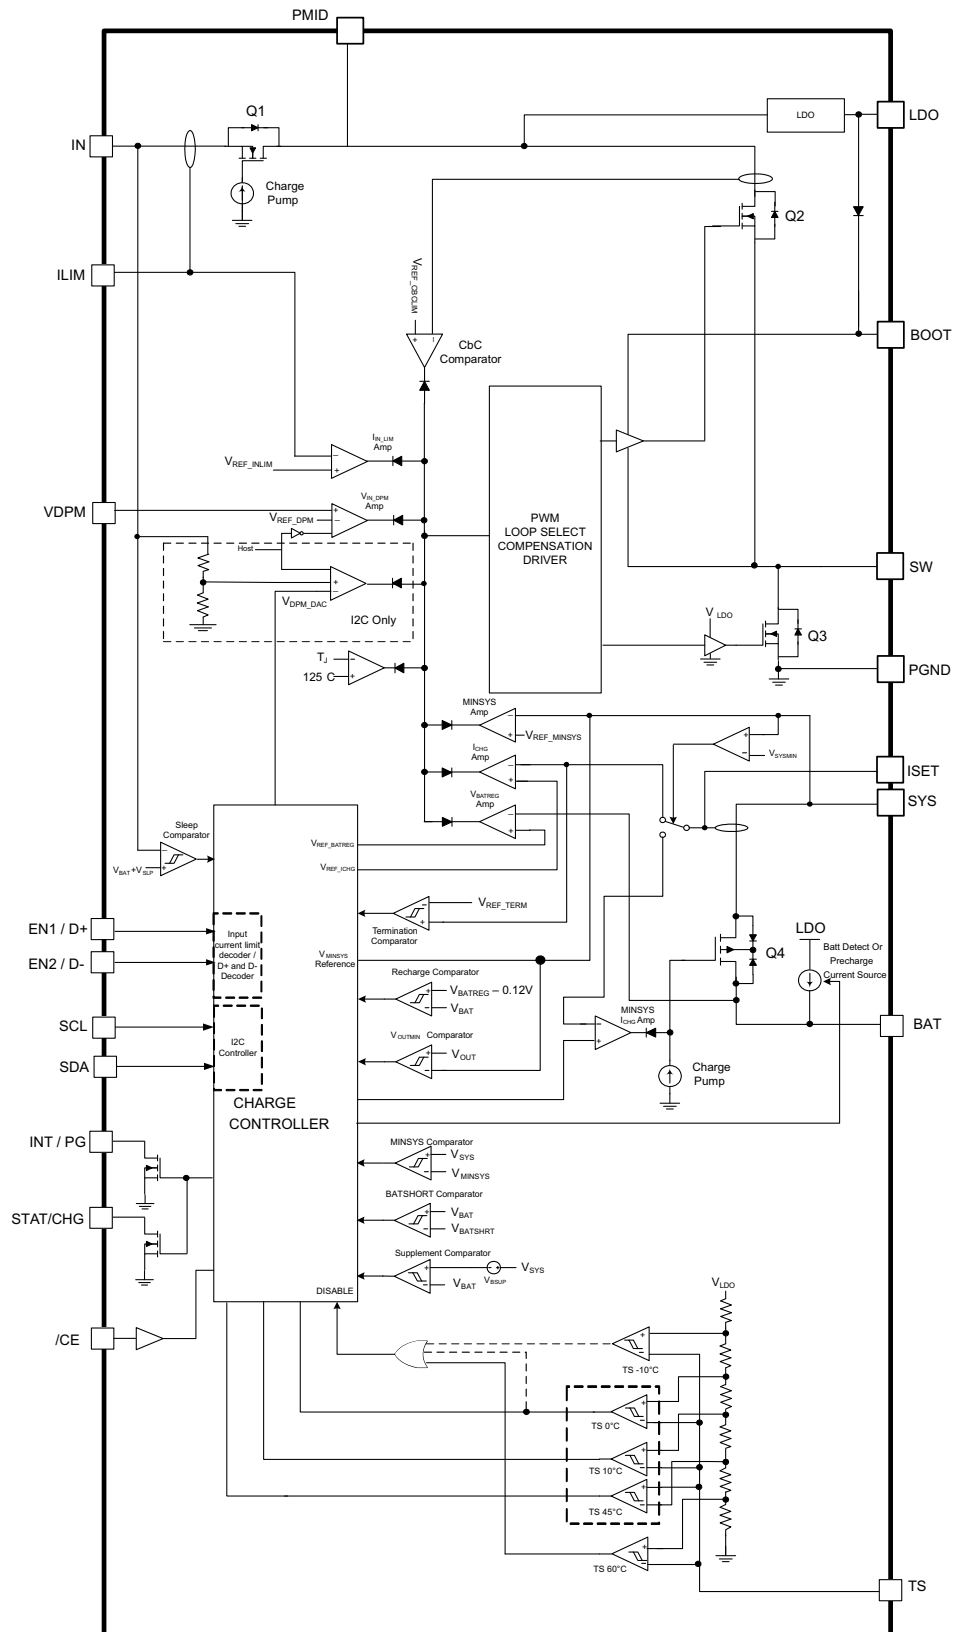 PMID
Q1
LDO
LDO
IN
Charge
Pump
Q2
ILIM
VREF_CBCLIM
CbC
Comparator
BOOT
IIN_LIM
Amp
VREF_INLIM
VDPM
VIN_DPM
Amp
VREF_DPM
Host
VDPM_DAC
I2C Only
PWM
LOOP SELECT
COMPENSATION
DRIVER
SW
V LDO
Q3
PGND
TJ
125 C
MINSYS
Amp
VREF_MINSYS
VSYSMIN
ICHG
Amp
ISET
SYS
VBATREG
Amp
Sleep
Comparator
VBAT +VSLP
VREF_BATREG
VREF_ICHG
VREF_TERM
Termination
Comparator
EN1 / D+
EN2 / D-
Input
current limit
decoder /
D+ and D-
Decoder
VMINSYS
Reference
Q4
LDO
Batt Detect Or
Precharge
Current Source
Recharge Comparator
VBATREG – 0.12V
VBAT
SCL
SDA
I2C
Controller
VOUTMIN Comparator
VOUT
MINSYS
ICHG Amp
BAT
Charge
Pump
CHARGE
CONTROLLER
INT / PG
MINSYS Comparator
VSYS
VMINSYS
STAT/CHG
BATSHORT Comparator
VBAT
VBATSHRT
Supplement Comparator
VSYS
VBSUP
VBAT
DISABLE
VLDO
/CE
TS -10°C
TS 0°C
TS 10°C
TS 45°C
TS 60°C
TS